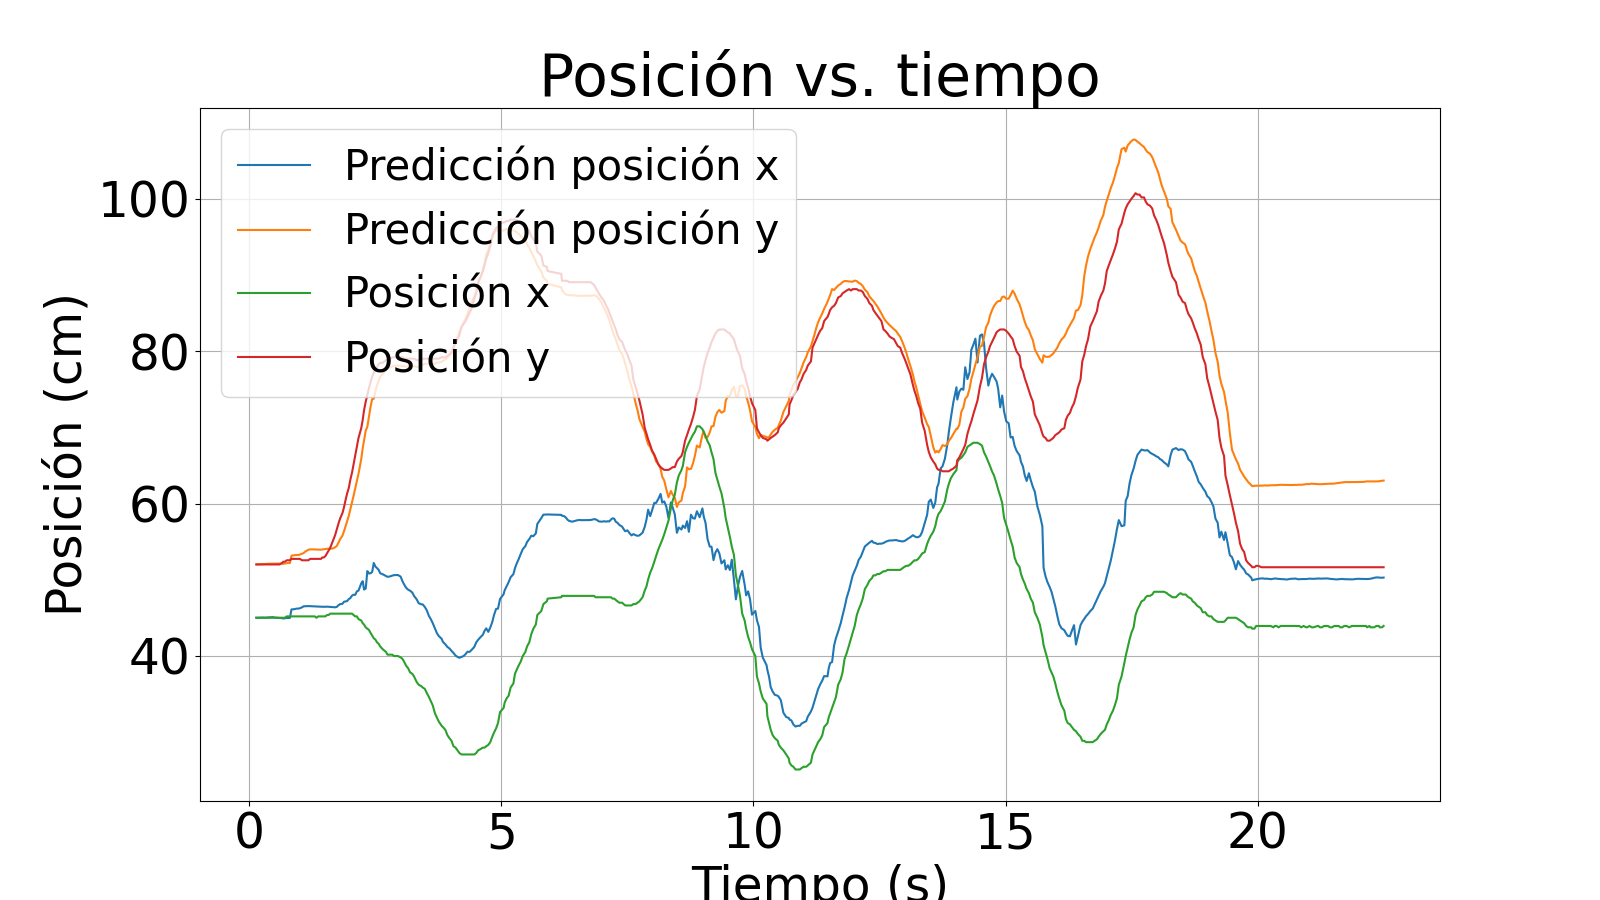 Posición vs. tiempo
Predicción posición x
Predicción posición y
Posición x
Posición y
Posición (cm)
100
80
60
40
0 5 10 15 20
Tiempo (s)